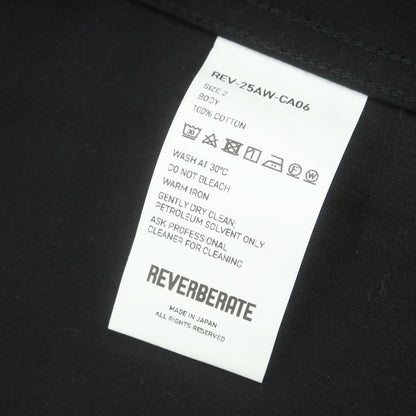 REV-25AW-CA06
SIZE 2
BODY
100% COTTON
30 F W
WASH AT 30℃
DO NOT BLEACH
WARM IRON
GENTLY DRY CLEAN:
PETROLEUM SOLVENT ONLY
ASK PROFESSIONAL
CLEANER FOR CLEANING
REVERBERATE
MADE IN JAPAN
ALL RIGHTS RESERVED